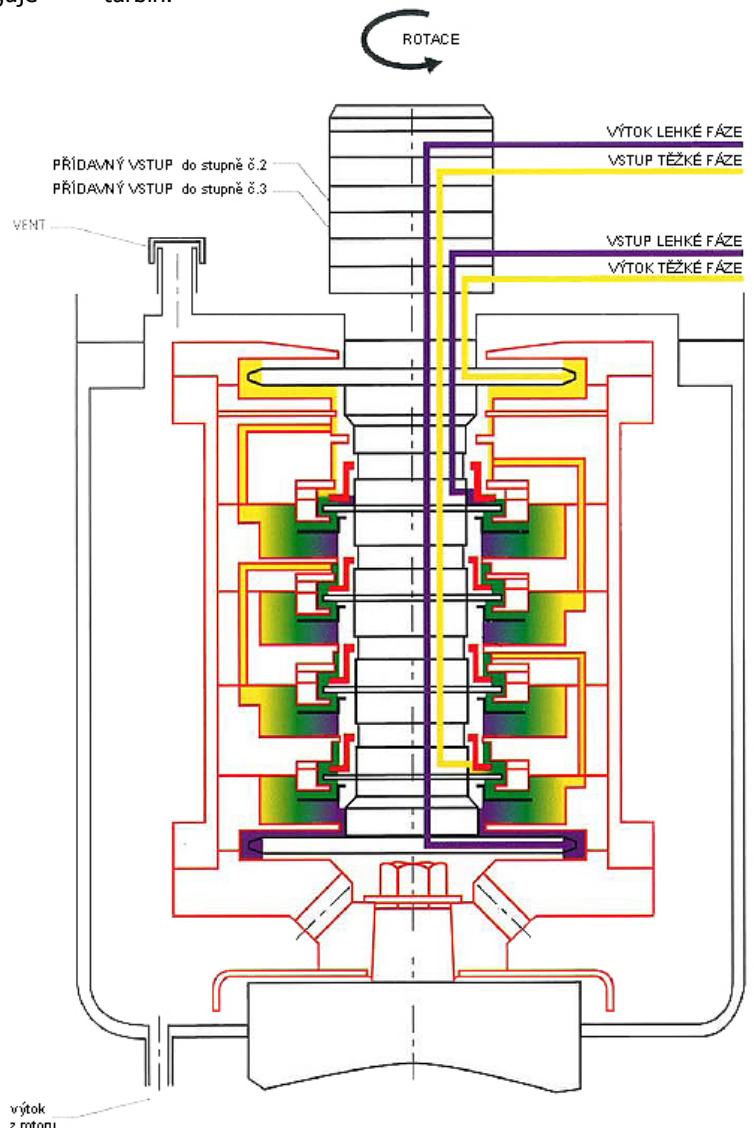 turbín.
ROTACE
VÝTOK LEHKÉ FÁZE
VSTUP TĚŽKÉ FÁZE
PŘÍDAVNÝ VSTUP do stupně č.2
PŘÍDAVNÝ VSTUP do stupně č.3
VENT
VSTUP LEHKÉ FÁZE
VÝTOK TĚŽKÉ FÁZE
výtok
z rotoru